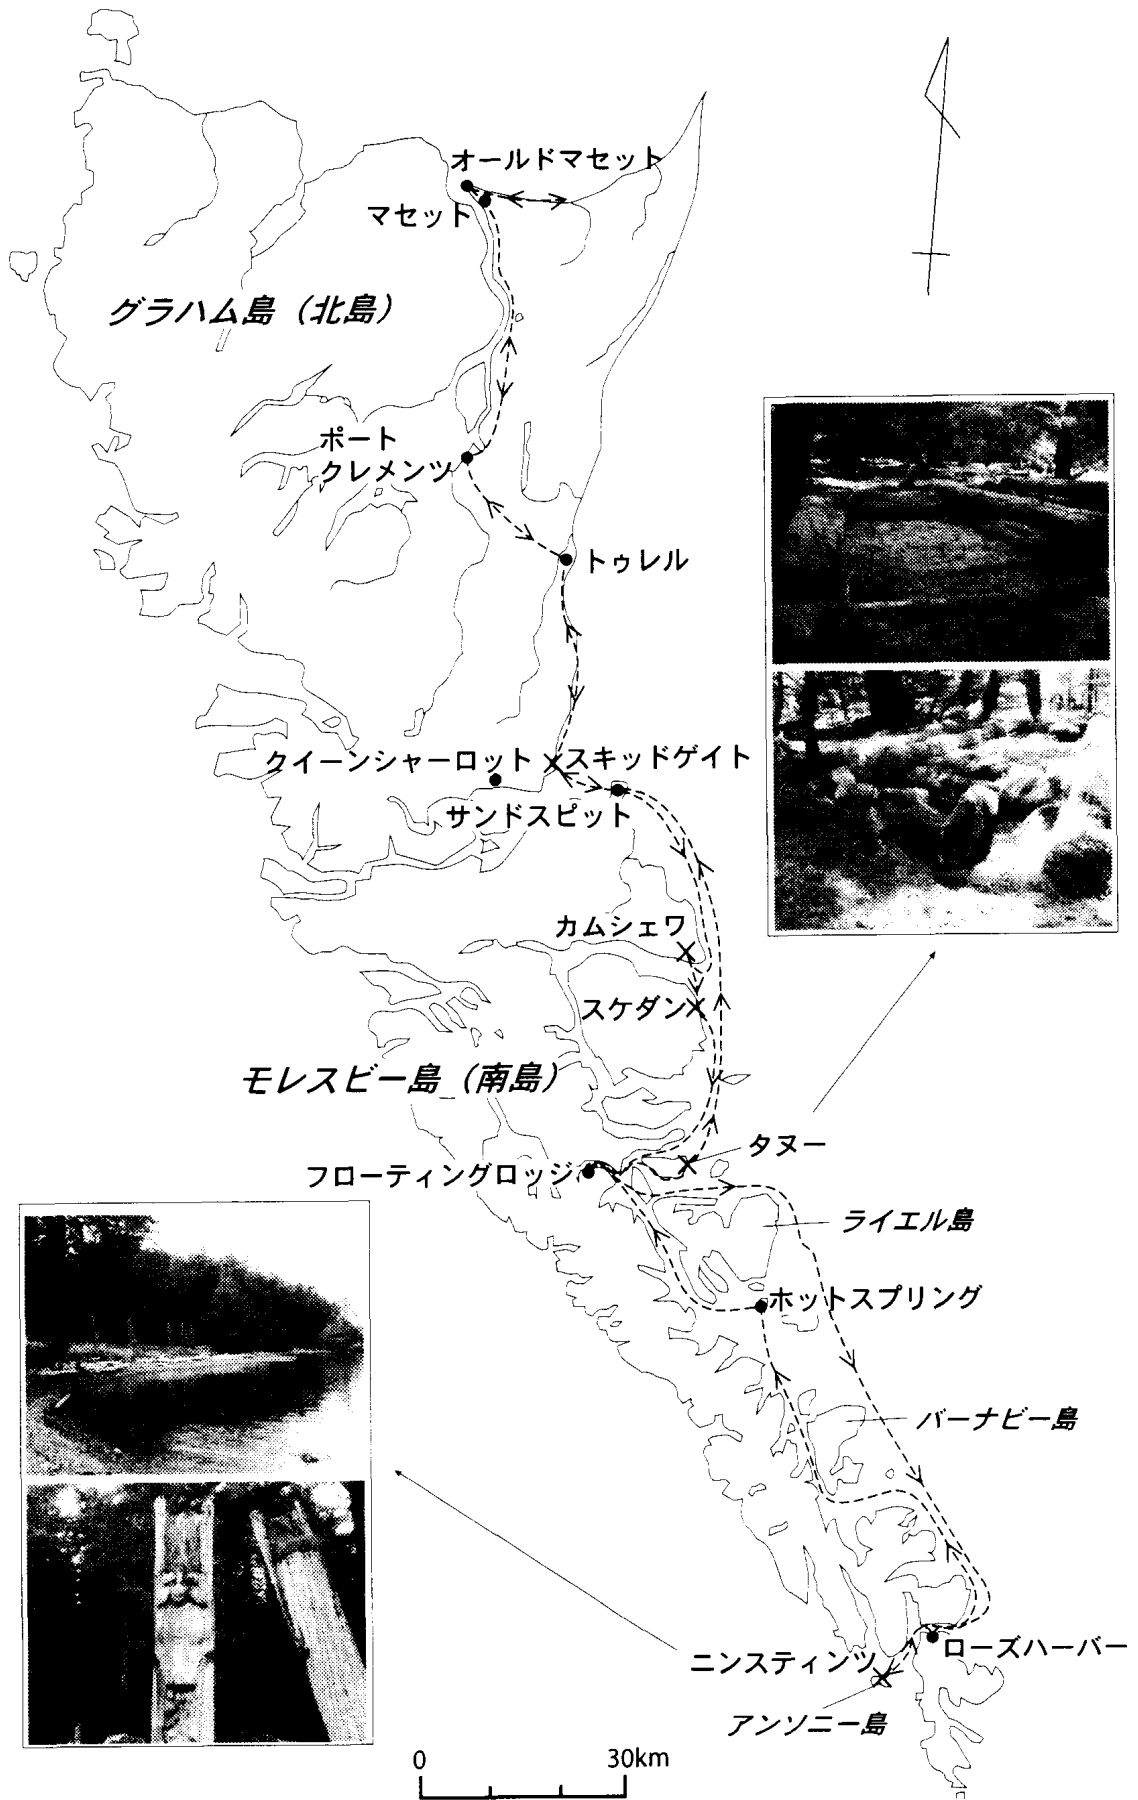 オールドマセット
マセット
グラハム島（北島）
ポート
クレメンツ
トゥレル
クイーンシャーロット
スキッドゲイト
サンドスピット
カムシェワ
スケダン
モレスビー島（南島）
タヌー
フローティングロッジ
ライエル島
ホットスプリング
バーナビー島
ローズハーバー
ニンスティンツ
アンソニー島
0 30km